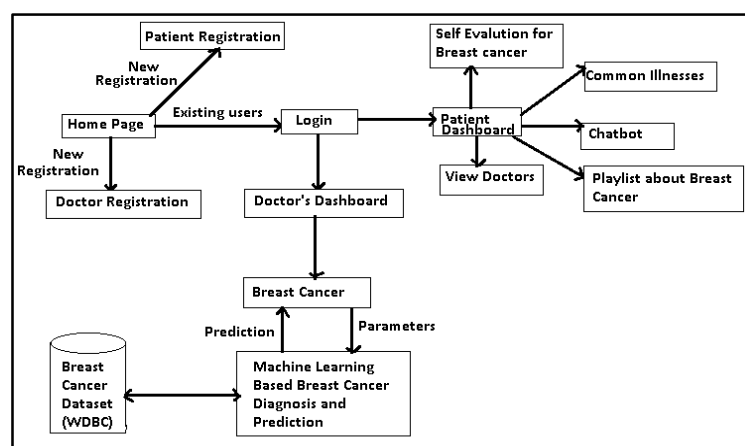 Patient Registration
New
Registration
Home Page
Existing users
Login
New
Registration
Doctor Registration
Self Evalution for
Breast cancer
Common Illnesses
Patient
Dashboard
Chatbot
View Doctors
Playlist about Breast
Cancer
Doctor's Dashboard
Breast Cancer
Prediction
Parameters
Breast
Cancer
Dataset
(WDBC)
Machine Learning
Based Breast Cancer
Diagnosis and
Prediction